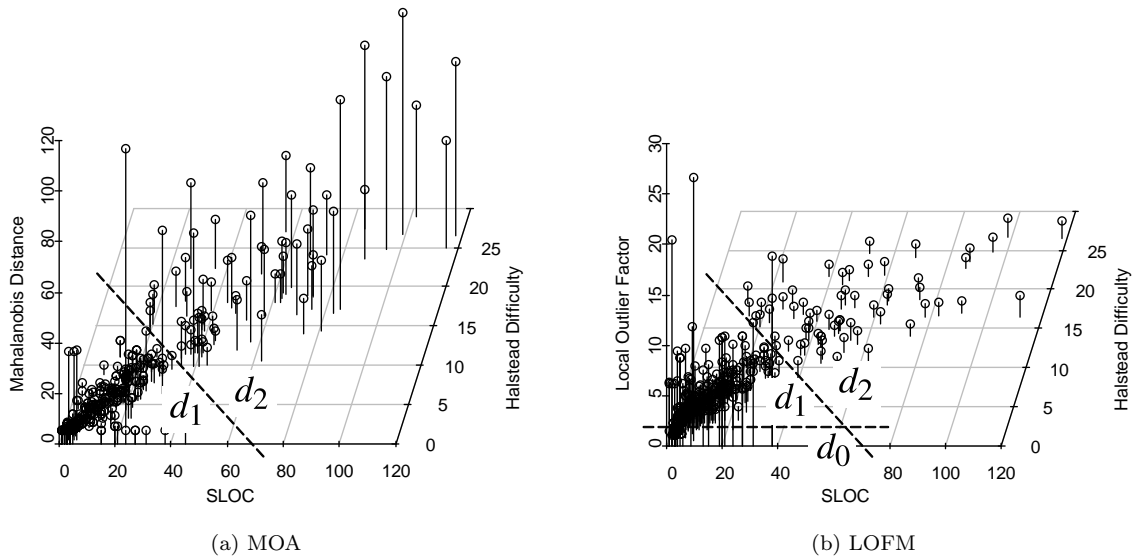 Mahalanobis Distance
120
100
80
60
40
20
0
0 20 40 60 80 100 120
SLOC
0
5
10
15
20
25
Halstead Difficulty
d1
d2
(a) MOA
Local Outlier Factor
30
25
20
15
10
5
0
0 20 40 60 80 100 120
SLOC
0
5
10
15
20
25
Halstead Difficulty
d1
d2
d0
(b) LOFM